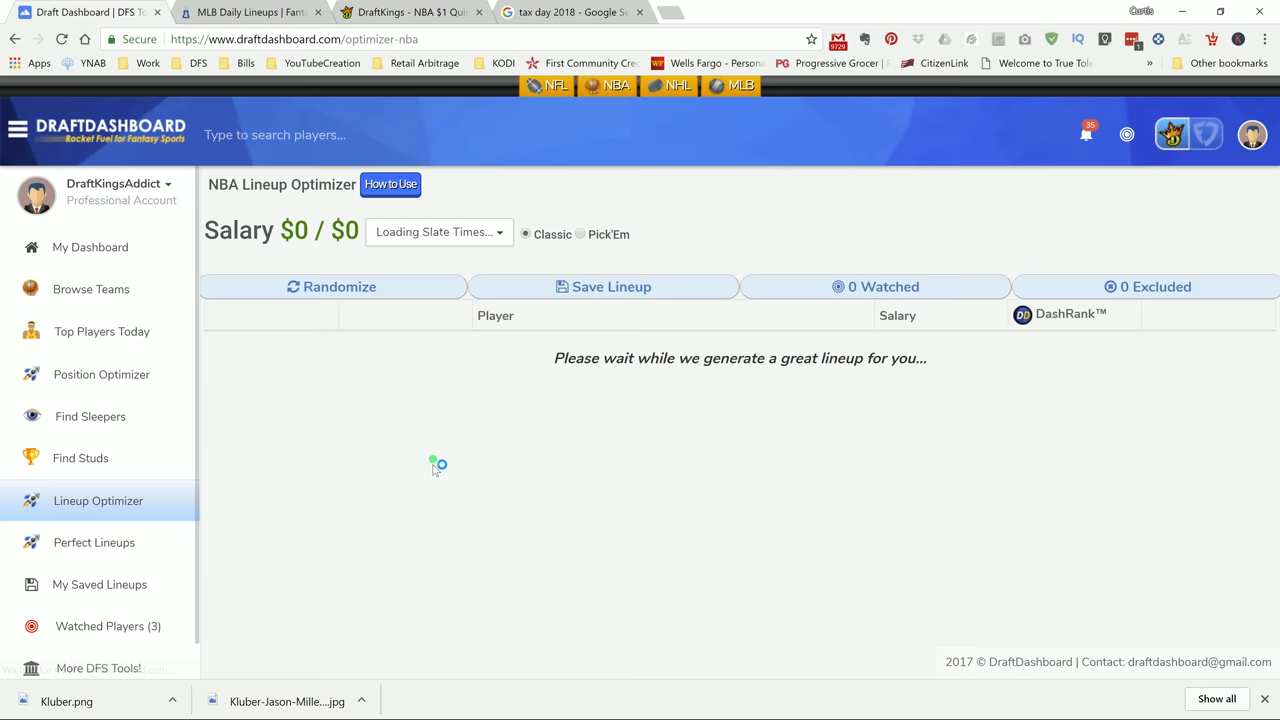 Draft Dashboard | DFS To
MLB Daily Lineups | Fant
DraftKings - NBA $1 Qui
tax day 2018 - Google Se
Curtis
Secure
https://www.draftdashboard.com/optimizer-nba
9729
1
Apps
YNAB
Work
DFS
Bills
YouTubeCreation
Retail Arbitrage
KODI
First Community Cre
Wells Fargo - Persona
Progressive Grocer |
CitizenLink
Welcome to True Tole
»
Other bookmarks
NFL
NBA
NHL
MLB
DRAFTDASHBOARD
Rocket Fuel for Fantasy Sports
Type to search players...
35
DraftKingsAddict
Professional Account
My Dashboard
Browse Teams
Top Players Today
Position Optimizer
Find Sleepers
Find Studs
Lineup Optimizer
Perfect Lineups
My Saved Lineups
Watched Players (3)
More DFS Tools!
NBA Lineup Optimizer
How to Use
Salary $0 / $0
Loading Slate Times...
Classic
Pick'Em
Randomize
Save Lineup
0 Watched
0 Excluded
Player
Salary
DD DashRank™
Please wait while we generate a great lineup for you...
2017 © DraftDashboard | Contact: draftdashboard@gmail.com
Kluber.png
Kluber-Jason-Mille....jpg
Show all